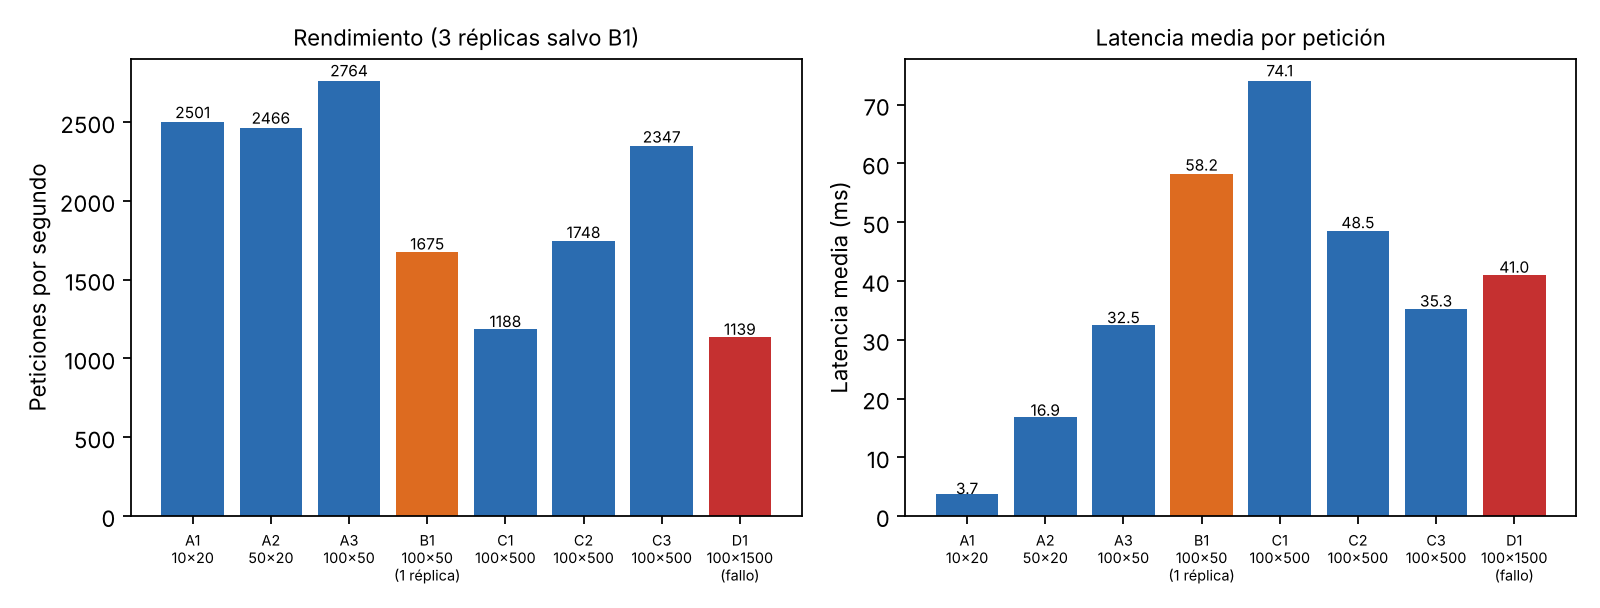 Rendimiento (3 réplicas salvo B1)
Peticiones por segundo
2500
2000
1500
1000
500
0
2501
2466
2764
1675
1188
1748
2347
1139
A1
10×20
A2
50×20
A3
100×50
B1
100×50
(1 réplica)
C1
100×500
C2
100×500
C3
100×500
D1
100×1500
(fallo)
Latencia media por petición
Latencia media (ms)
70
60
50
40
30
20
10
0
3.7
16.9
32.5
58.2
74.1
48.5
35.3
41.0
A1
10×20
A2
50×20
A3
100×50
B1
100×50
(1 réplica)
C1
100×500
C2
100×500
C3
100×500
D1
100×1500
(fallo)